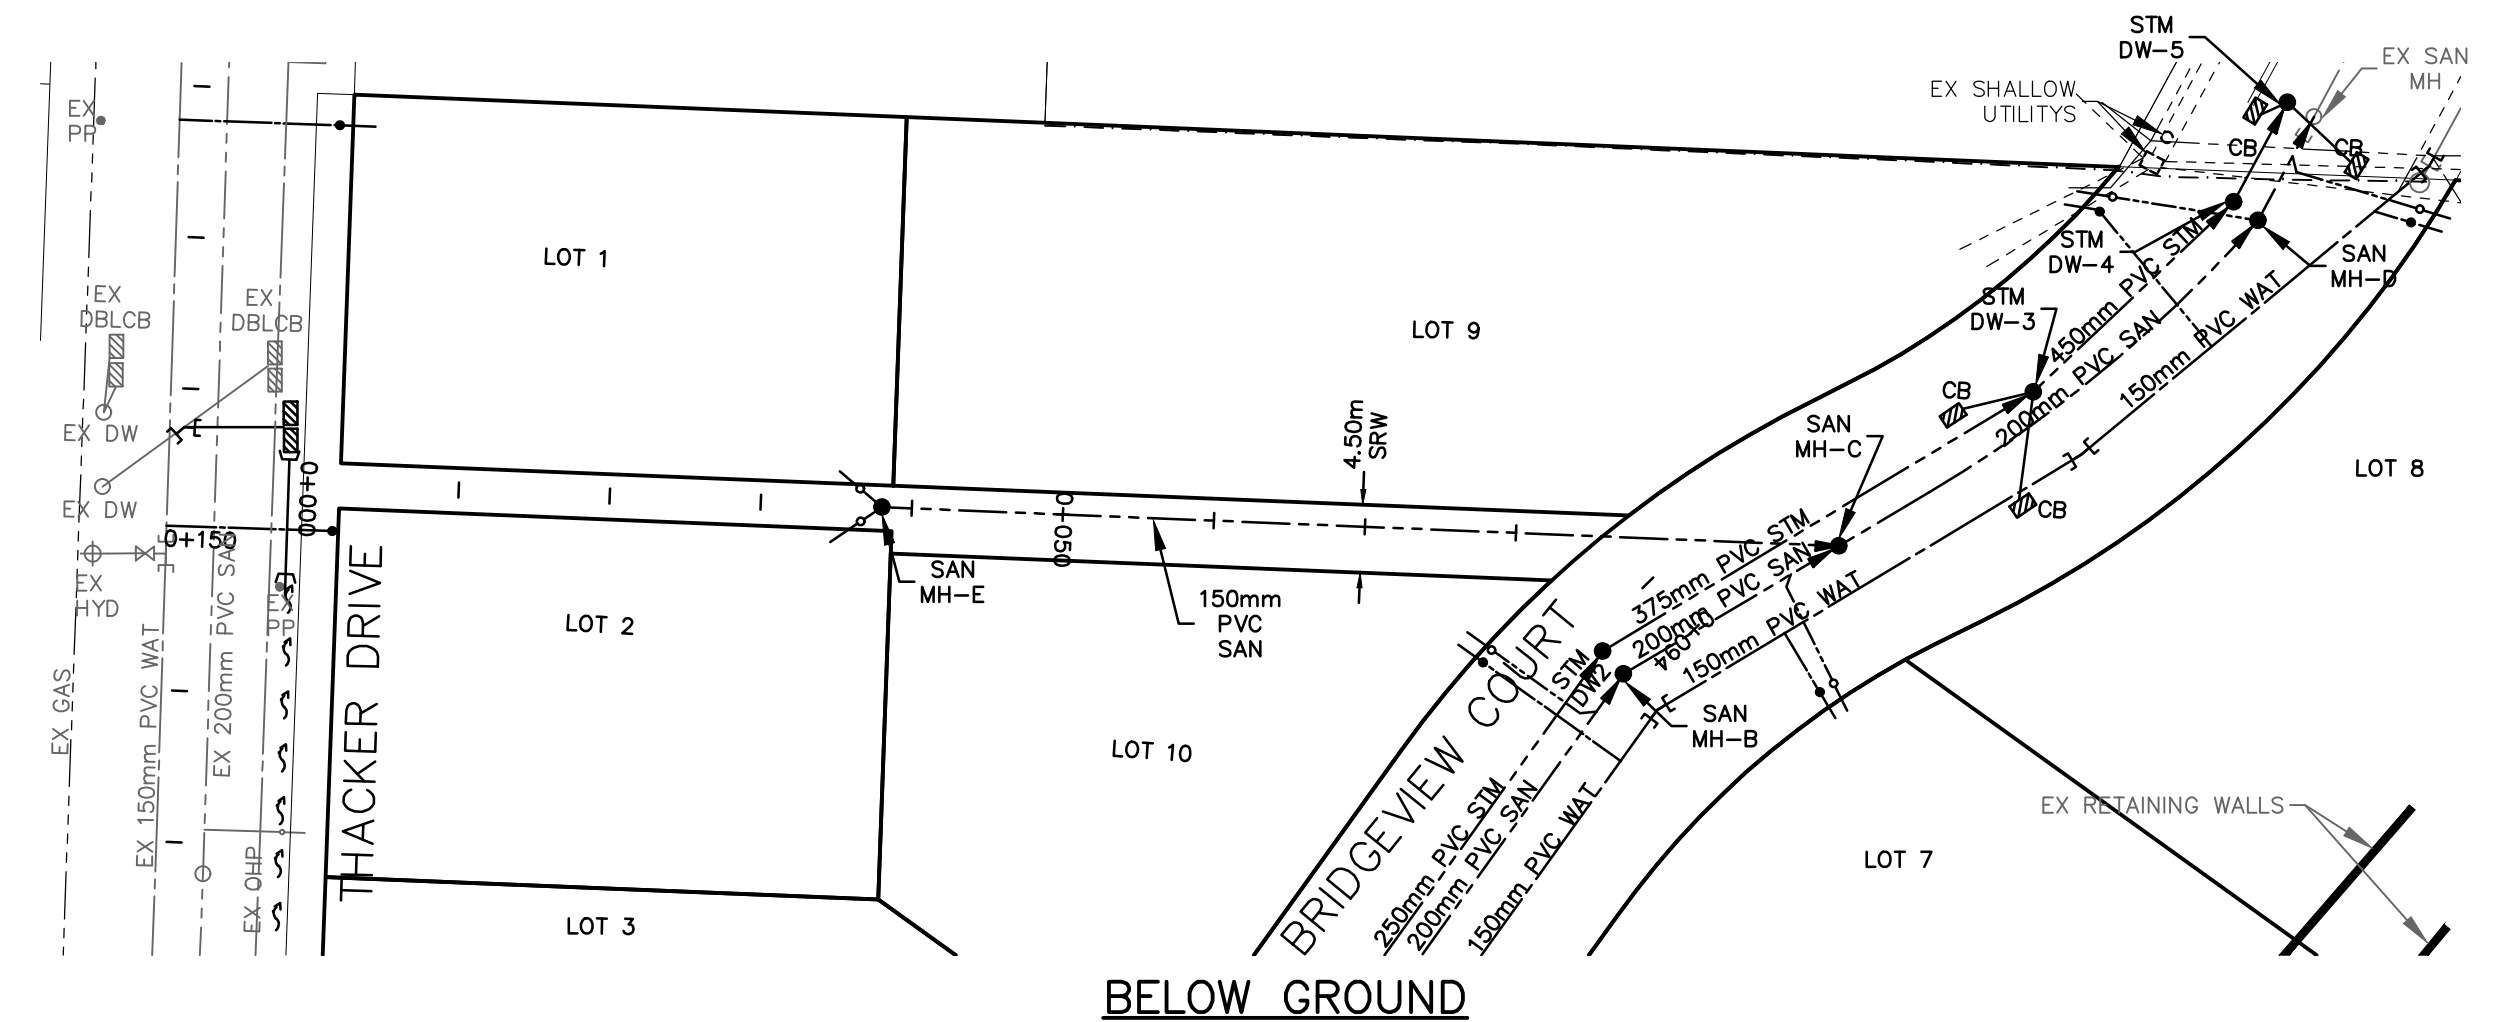 STM
DW-5
EX SAN
MH
EX SHALLOW
UTILITYS
EX
PP
C
CB
CB
STM
DW-4
SAN
MH-D
LOT 1
LOT 9
STM
DW-3
EX
DBLCB
EX
DBLCB
450mm PVC STM
200mm PVC SAN
150mm PVC WAT
CB
SAN
MH-C
EX DW
4.50m
SRW
LOT 8
0+000
EX DW
0+150
0+050
CB
EX
HYD
EX
PP
SAN
MH-E
150mm
PVC
SAN
LOT 2
375mm PVC STM
200mm PVC SAN
150mm PVC WAT
STM
DW2
SAN
MH-B
EX GAS
EX 150mm PVC WAT
EX 200mm PVC SAN
EX OHP
THACKER DRIVE
LOT 10
BRIDGEVIEW COURT
250mm PVC STM
200mm PVC SAN
150mm PVC WAT
EX RETAINING WALLS
LOT 7
LOT 3
BELOW GROUND